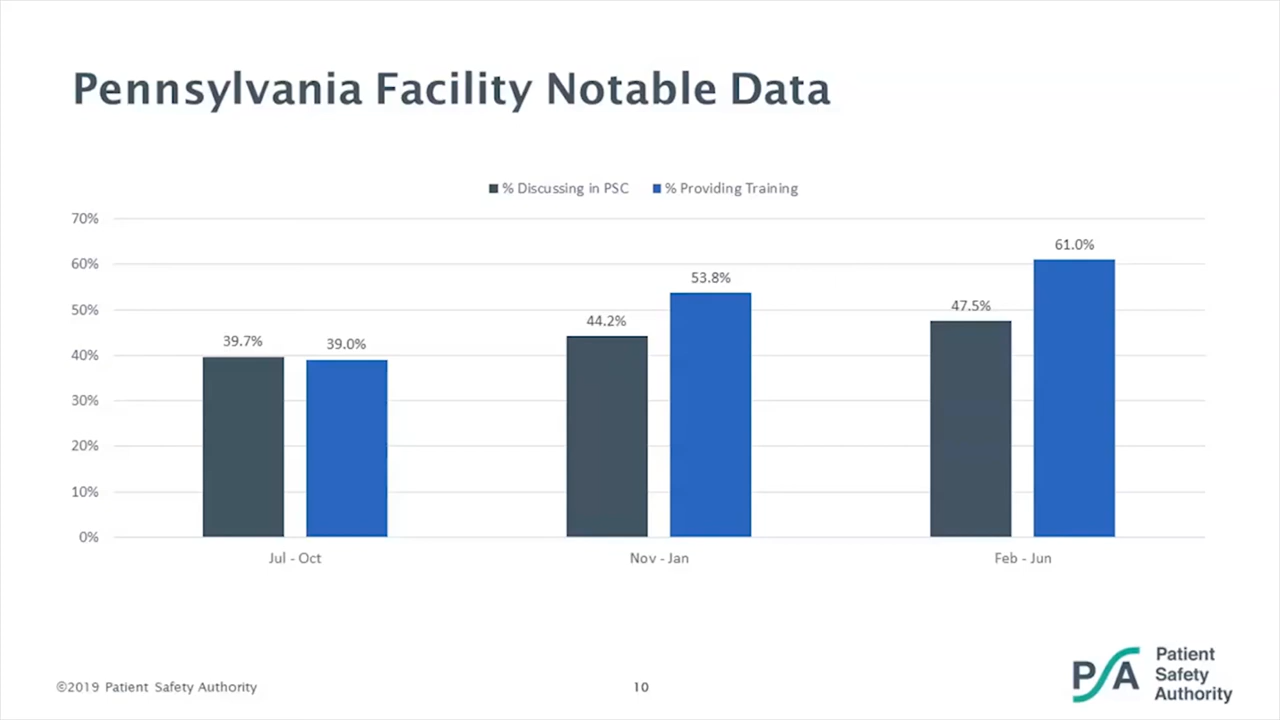 Pennsylvania Facility Notable Data
% Discussing in PSC % Providing Training
70%
60%
50%
40%
30%
20%
10%
0%
39.7%
39.0%
44.2%
53.8%
47.5%
61.0%
Jul - Oct
Nov - Jan
Feb - Jun
©2019 Patient Safety Authority
10
PSA
Patient
Safety
Authority